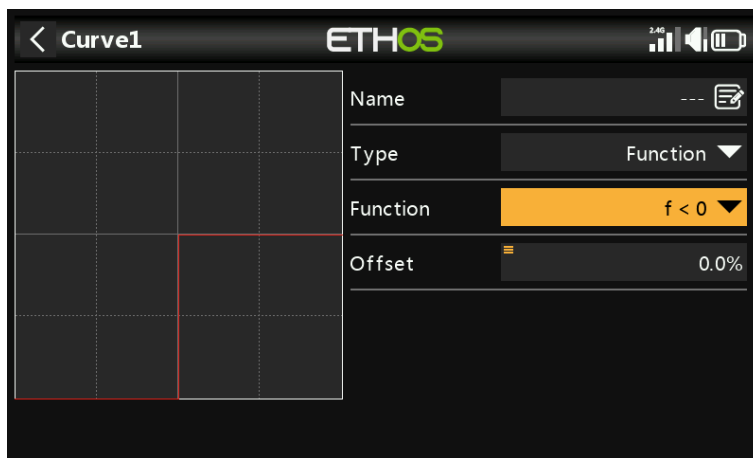 Curve1
ETHOS
2.4G
Name
---
Type
Function
Function
f < 0
Offset
0.0%